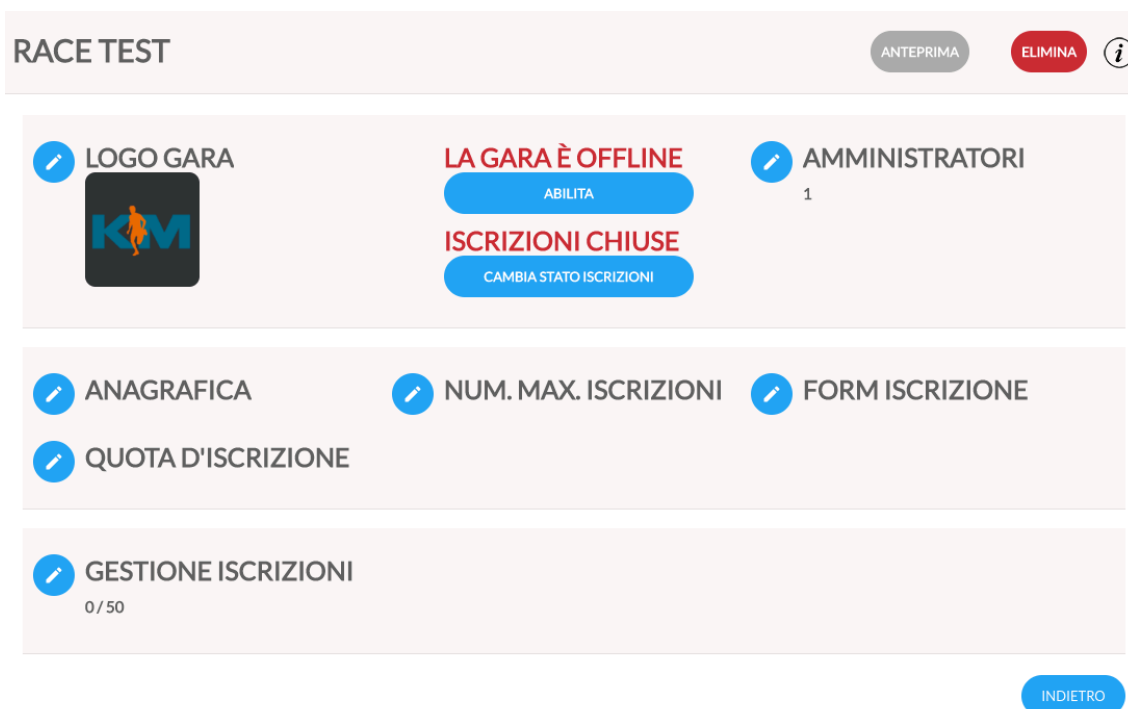 RACE TEST
ANTEPRIMA
ELIMINA
i
LOGO GARA
KM
LA GARA È OFFLINE
ABILITA
ISCRIZIONI CHIUSE
CAMBIA STATO ISCRIZIONI
AMMINISTRATORI
1
ANAGRAFICA
NUM. MAX. ISCRIZIONI
FORM ISCRIZIONE
QUOTA D'ISCRIZIONE
GESTIONE ISCRIZIONI
0 / 50
INDIETRO